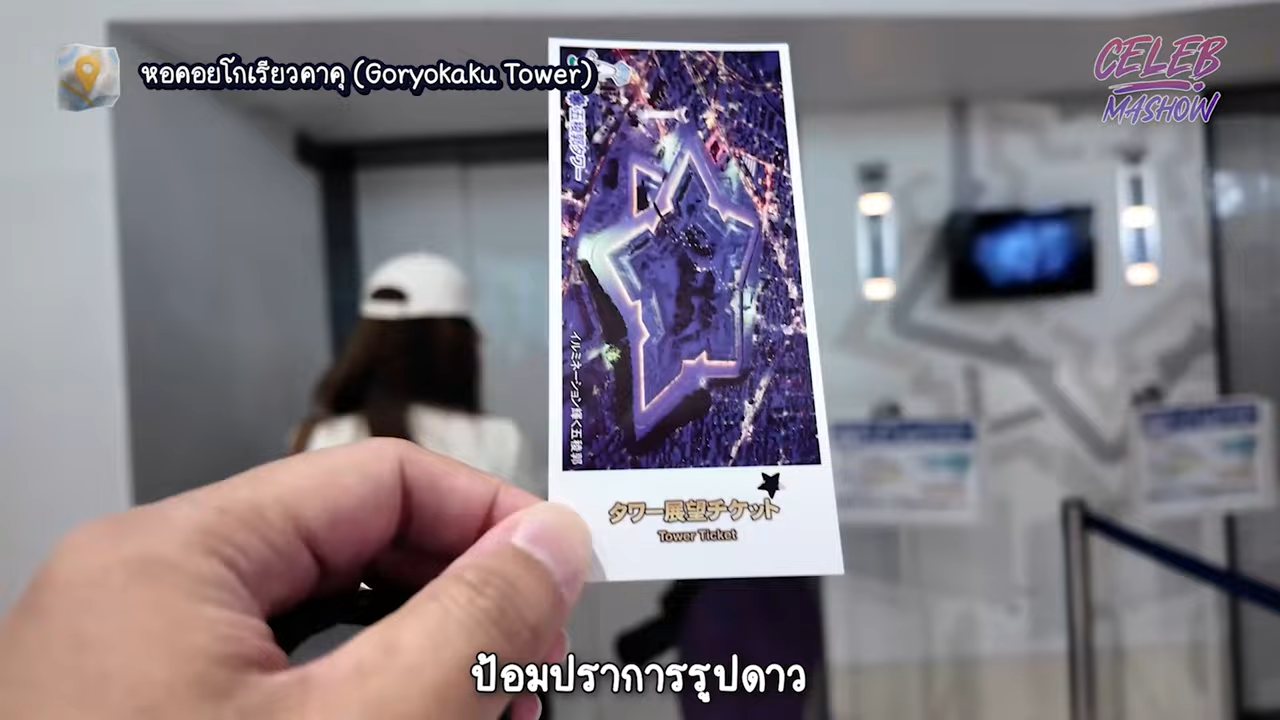 หอคอยโกเรียวคาคุ (Goryokaku Tower)
CELEB
MASHOW
五稜郭タワー
イルミネーション輝く五稜郭
タワー展望チケット
Tower Ticket
ป้อมปราการรูปดาว